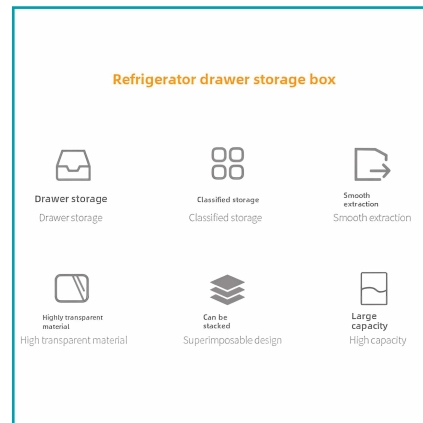 Refrigerator drawer storage box
Drawer storage
Drawer storage
Classified storage
Classified storage
Smooth
extraction
Smooth extraction
Highly transparent
material
High transparent material
Can be
stacked
Superimposable design
Large
capacity
High capacity